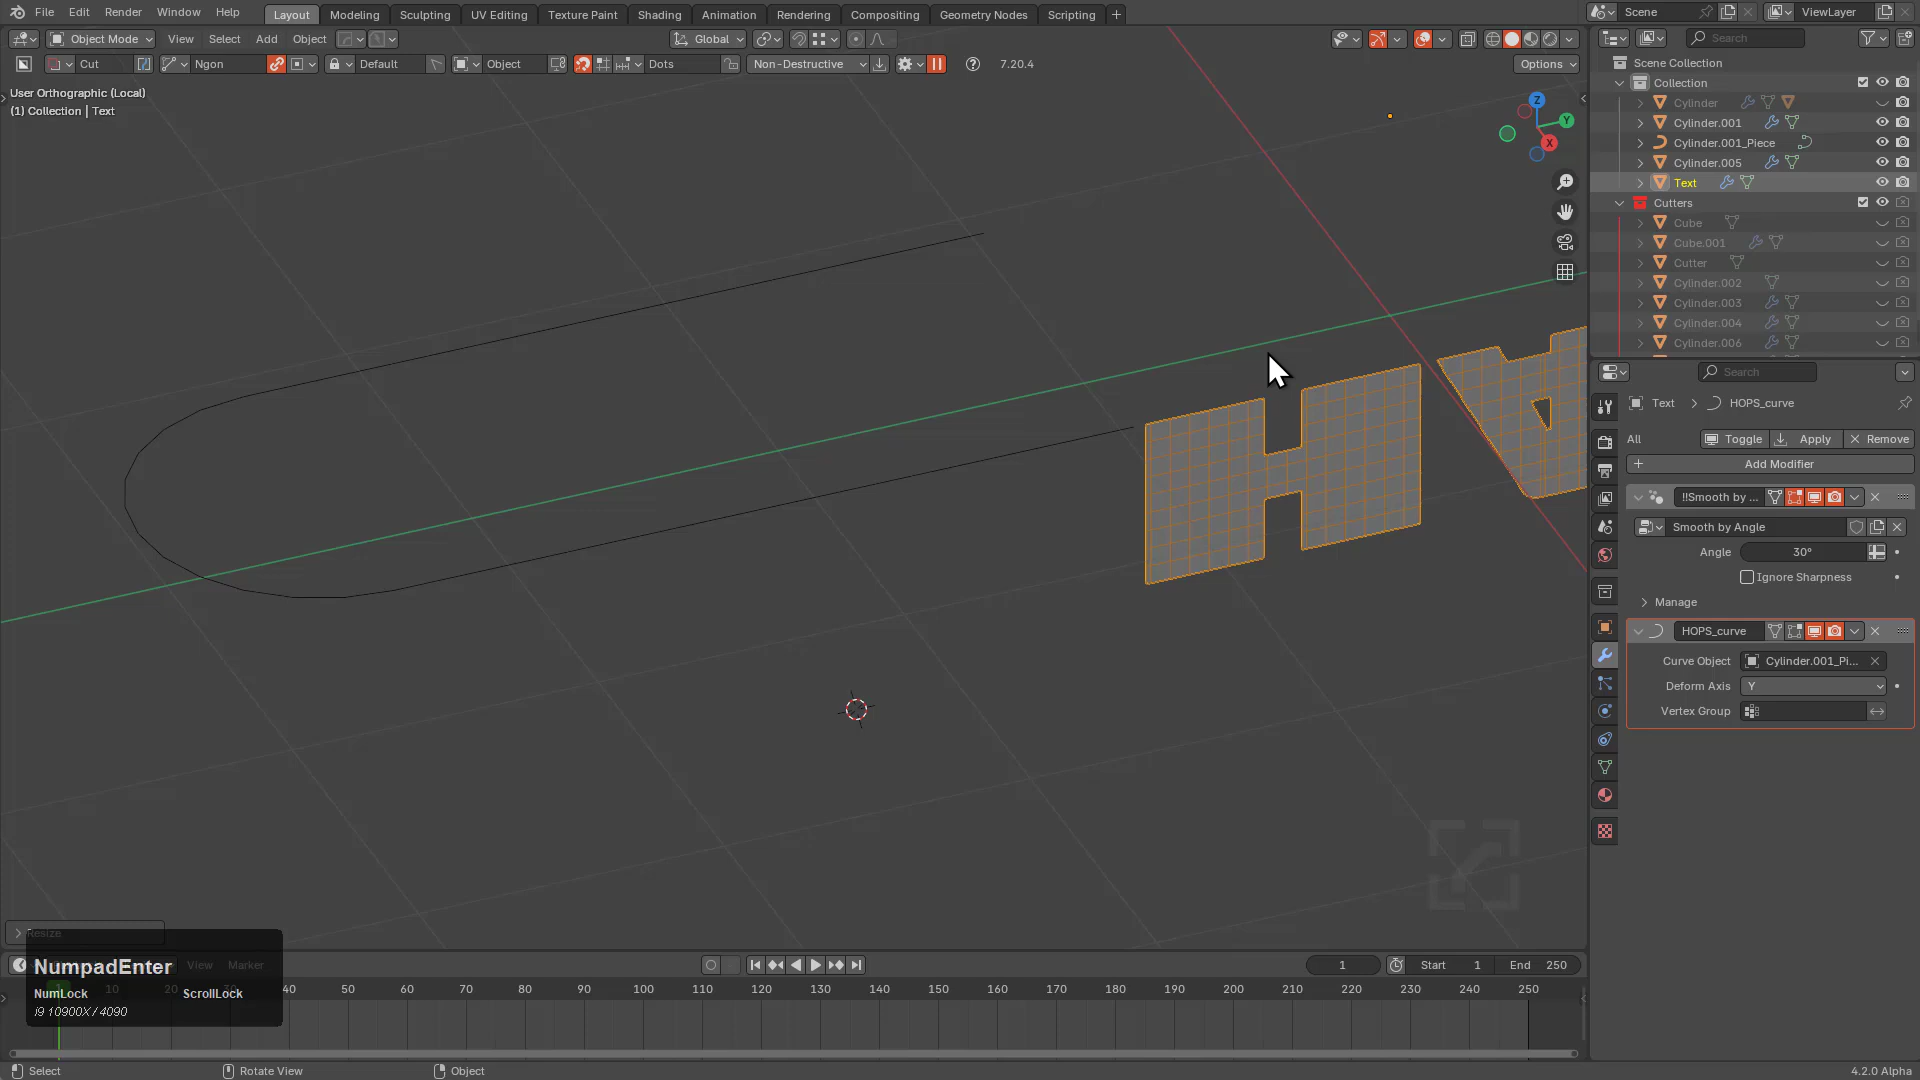 File Edit Render Window Help Layout Modeling Sculpting UV Editing Texture Paint Shading Animation Rendering Compositing Geometry Nodes Scripting + Scene ViewLayer
Object Mode View Select Add Object Global Search
Cut Ngon Default Object Dots Non-Destructive 7.20.4 Options
User Orthographic (Local)
(1) Collection | Text
Z
Y
X
Scene Collection
Collection
Cylinder
Cylinder.001
Cylinder.001_Piece
Cylinder.005
Text
Cutters
Cube
Cube.001
Cutter
Cylinder.002
Cylinder.003
Cylinder.004
Cylinder.006
Search
Text > HOPS_curve
All Toggle Apply Remove
Add Modifier
!!Smooth by ...
Smooth by Angle
Angle 30°
Ignore Sharpness
Manage
HOPS_curve
Curve Object Cylinder.001_Pi...
Deform Axis Y
Vertex Group
Resize
NumpadEnter
NumLock ScrollLock
i9 10900X / 4090
View Marker
1 Start 1 End 250
1 10 20 30 40 50 60 70 80 90 100 110 120 130 140 150 160 170 180 190 200 210 220 230 240 250
Select Rotate View Object 4.2.0 Alpha